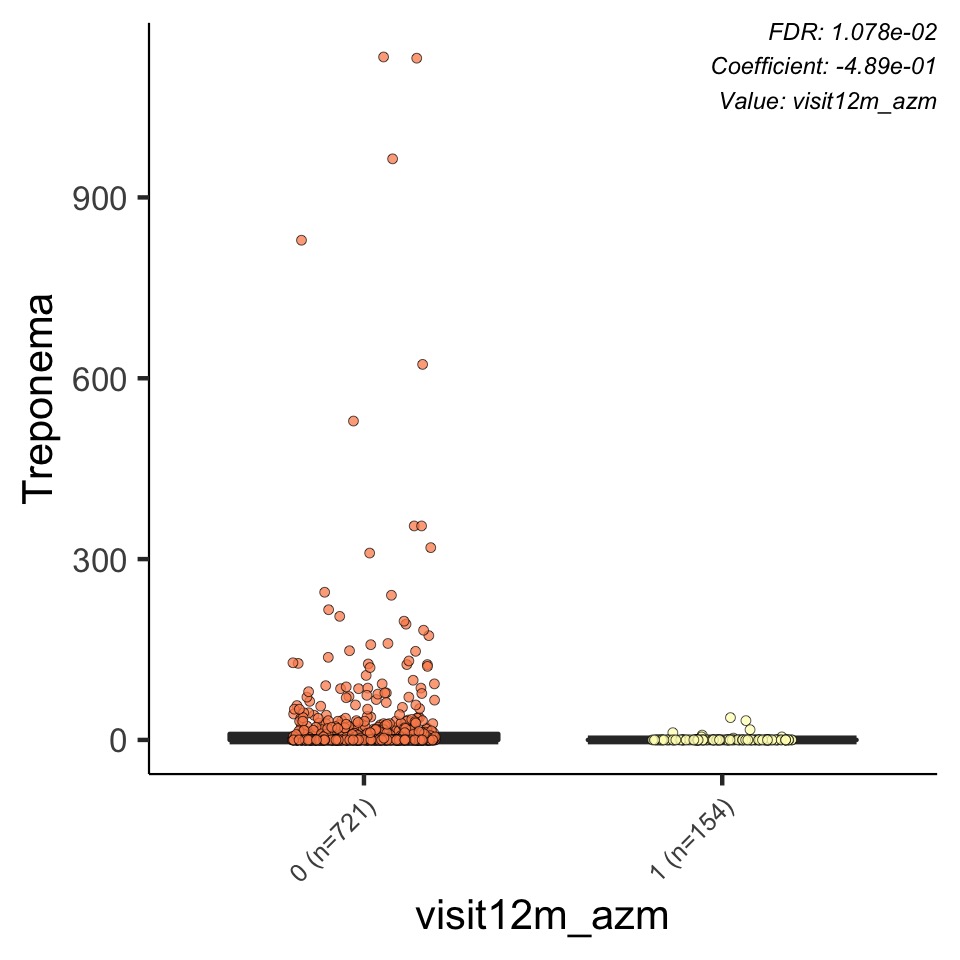 FDR: 1.078e-02
Coefficient: -4.89e-01
Value: visit12m_azm
900
600
300
0
Treponema
0 (n=721)
1 (n=154)
visit12m_azm